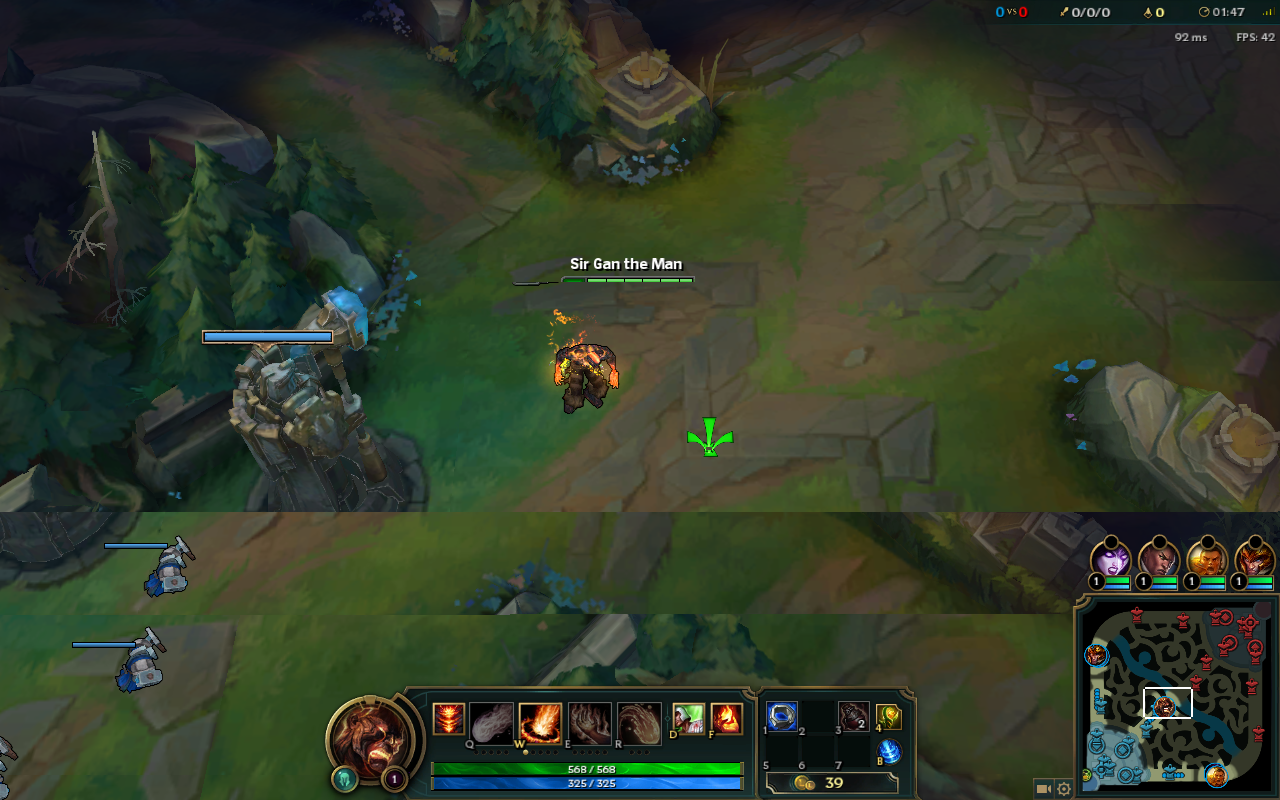 0 vs 0 0/0/0 0 01:47
92 ms FPS: 42
Sir Gan the Man
1 1 1 1
Q W E R D F
1 2 3 2 4
5 6 7 B
568 / 568
325 / 325
1
39